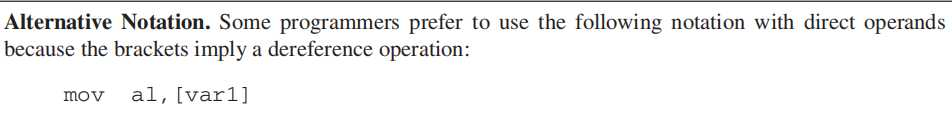 Alternative Notation. Some programmers prefer to use the following notation with direct operands
because the brackets imply a dereference operation:
mov al,[var1]